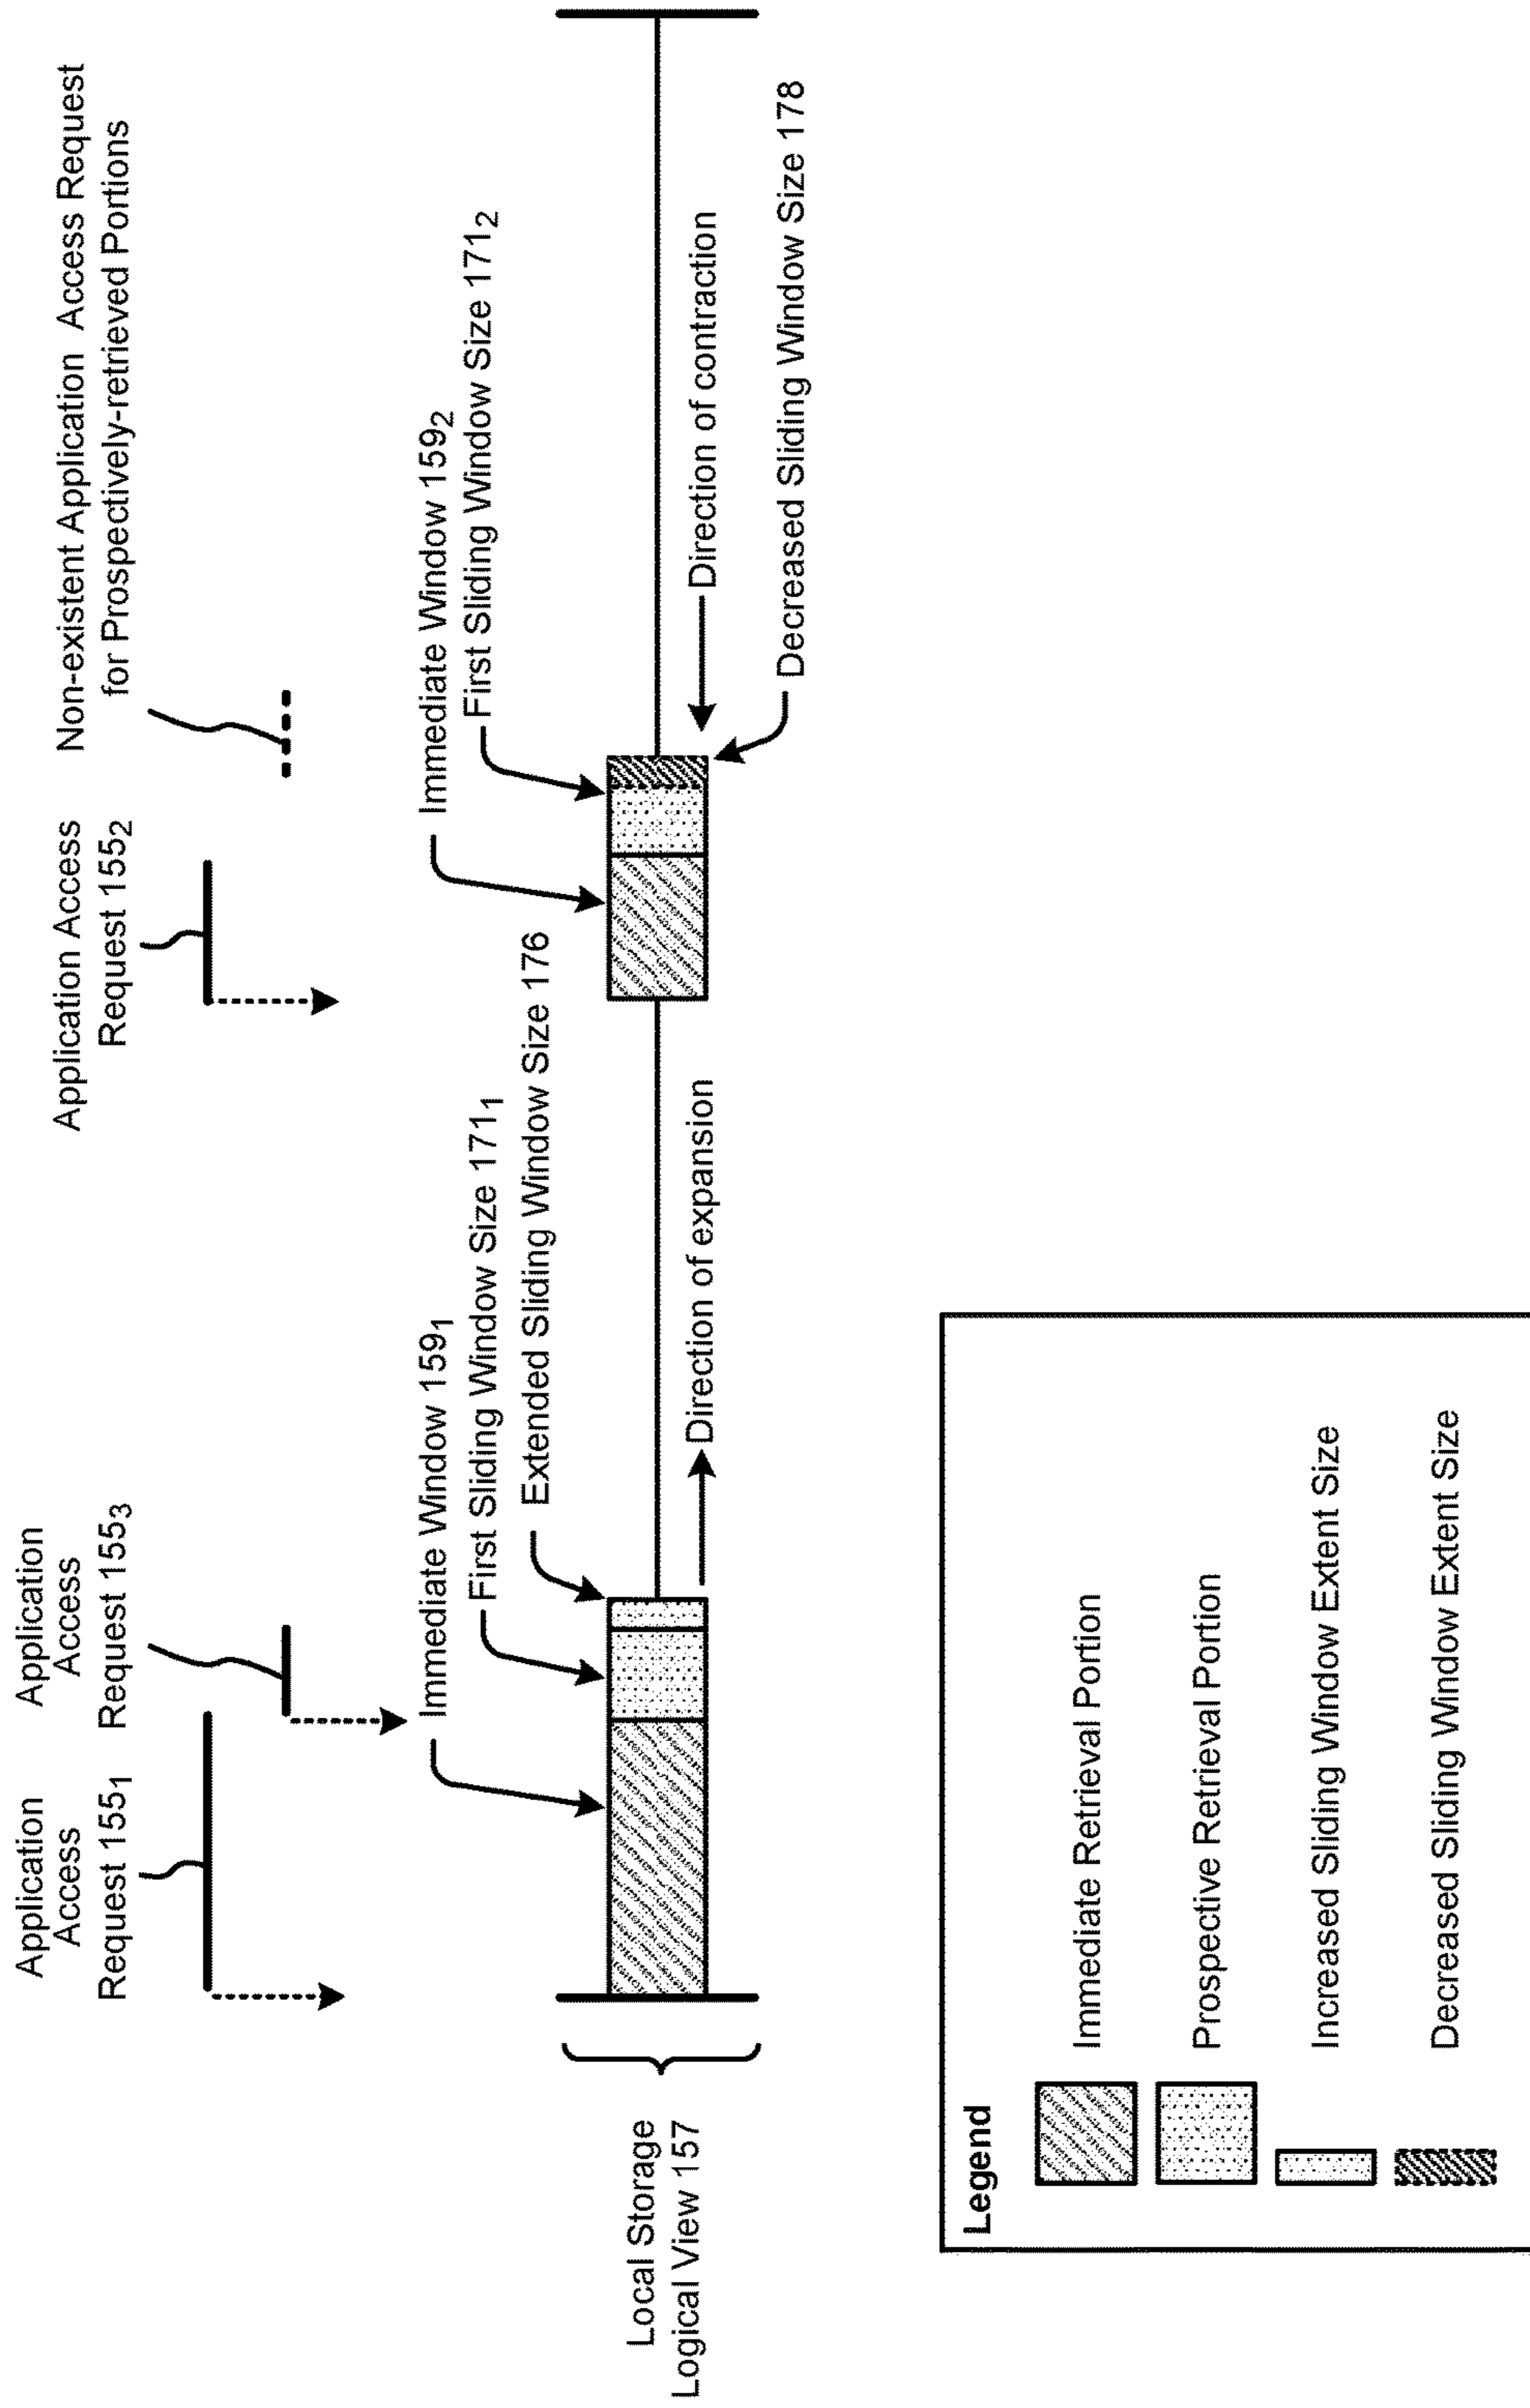 Application
Access
Request 155₁
Application
Access
Request 155₃
Application Access
Request 155₂
Non-existent Application Access Request
for Prospectively-retrieved Portions
Immediate Window 159₁
First Sliding Window Size 171₁
Extended Sliding Window Size 176
Immediate Window 159₂
First Sliding Window Size 171₂
Local Storage
Logical View 157
Direction of expansion
Direction of contraction
Decreased Sliding Window Size 178
Legend
Immediate Retrieval Portion
Prospective Retrieval Portion
Increased Sliding Window Extent Size
Decreased Sliding Window Extent Size